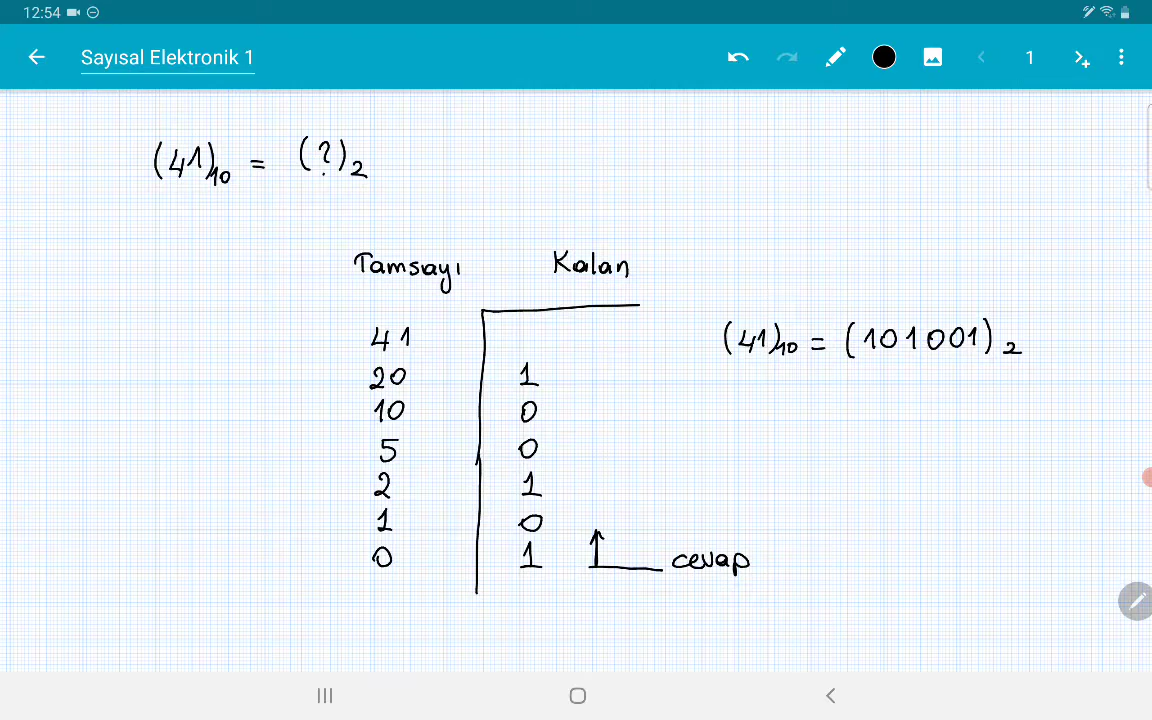 12:54
Sayısal Elektronik 1
1
(41)10 = (?)2
Tamsayı Kalan
41
(41)10 = (101001)2
20 1
10 0
5 0
2 1
1 0
0 1 cevap